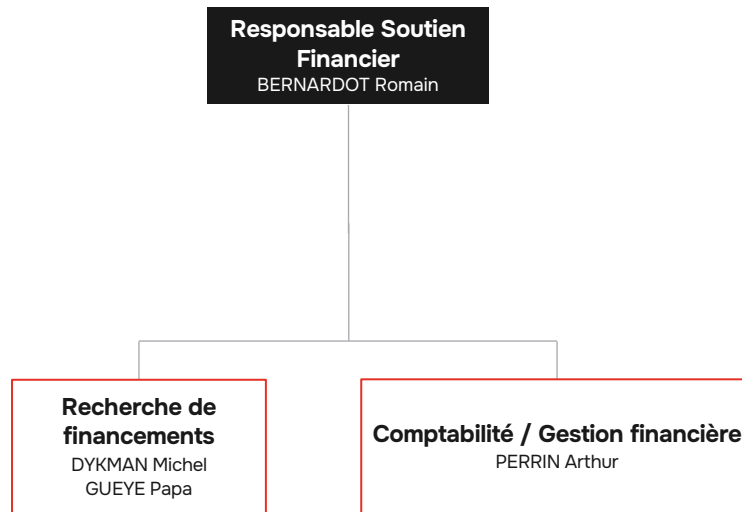 Responsable Soutien
Financier
BERNARDOT Romain
Recherche de
financements
DYKMAN Michel
GUEYE Papa
Comptabilité / Gestion financière
PERRIN Arthur